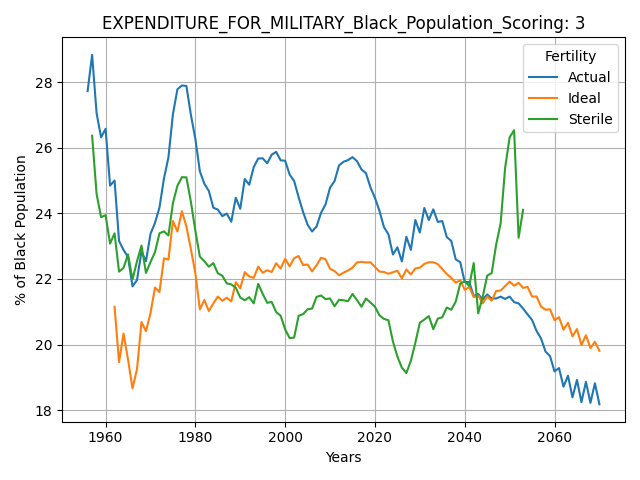 EXPENDITURE_FOR_MILITARY_Black_Population_Scoring: 3
% of Black Population
28
26
24
22
20
18
Fertility
Actual
Ideal
Sterile
1960 1980 2000 2020 2040 2060
Years